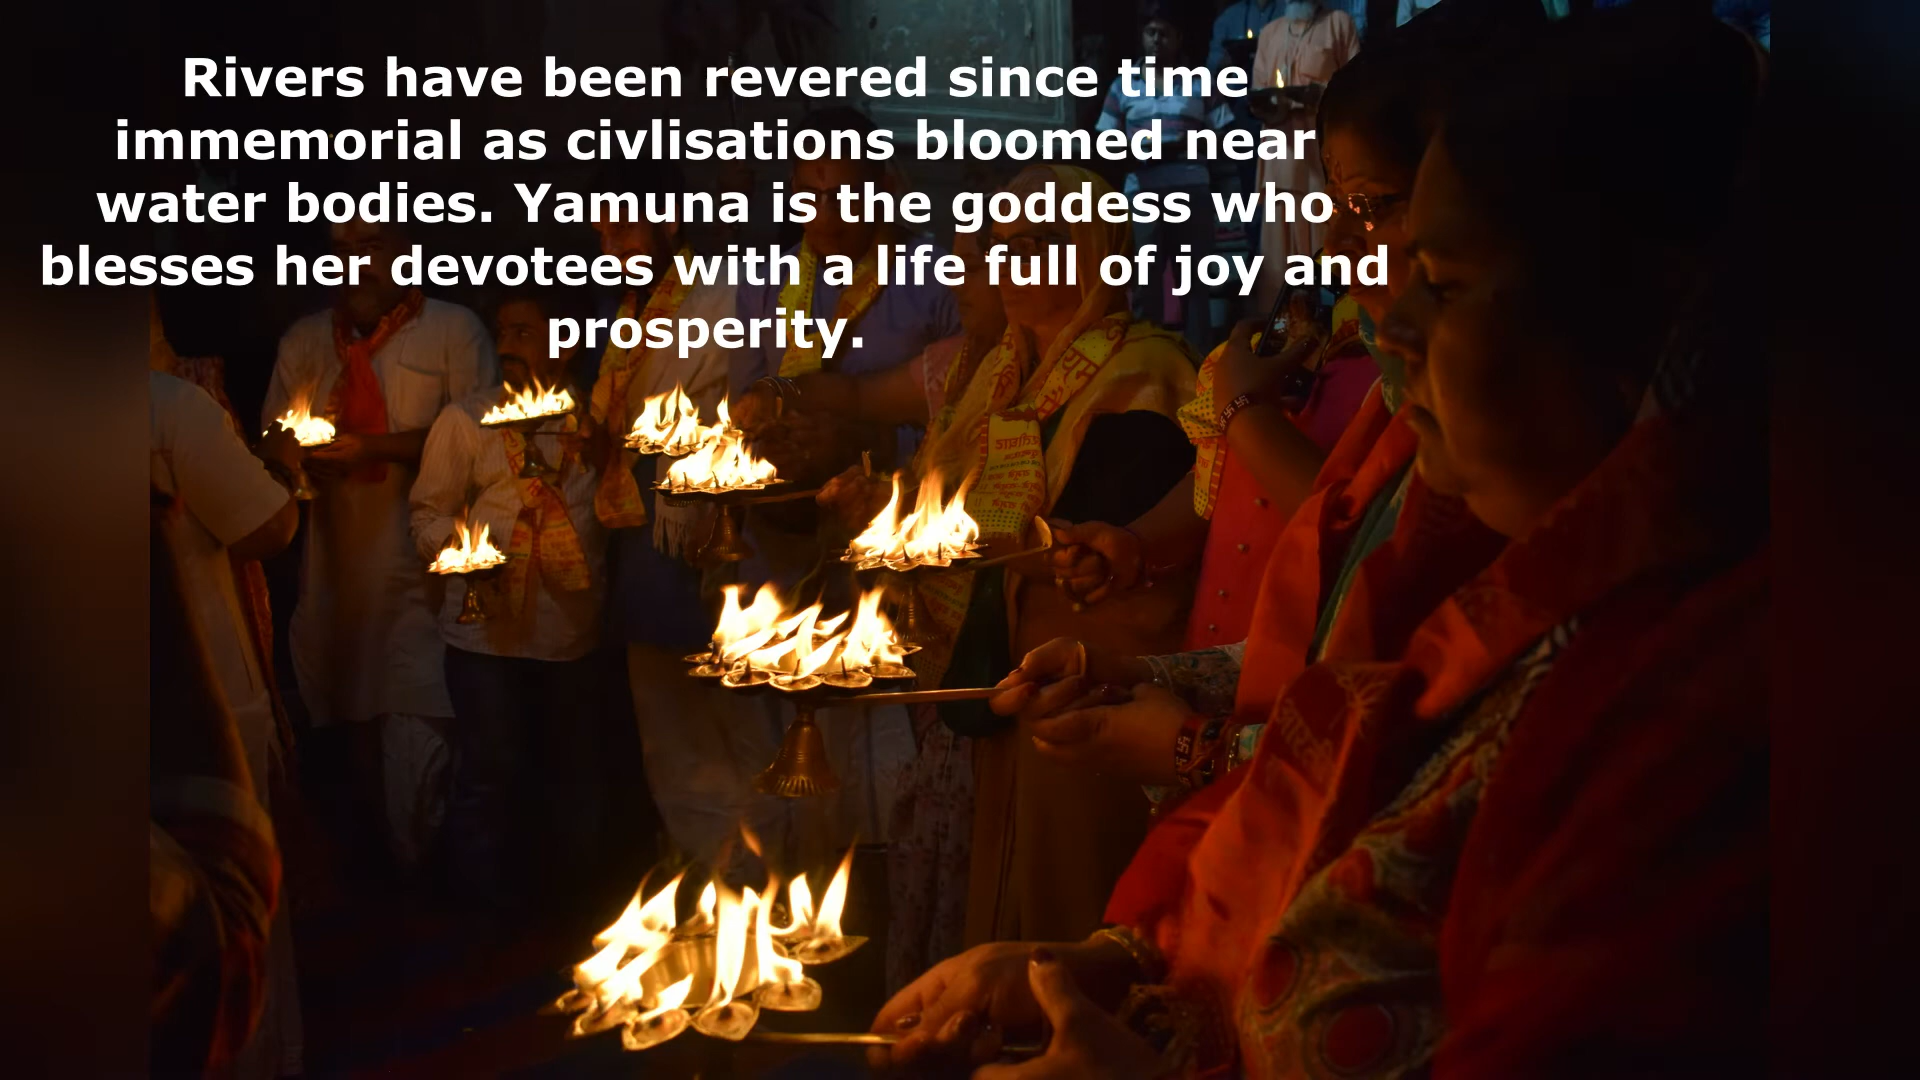 Rivers have been revered since time
immemorial as civlisations bloomed near
water bodies. Yamuna is the goddess who
blesses her devotees with a life full of joy and
prosperity.